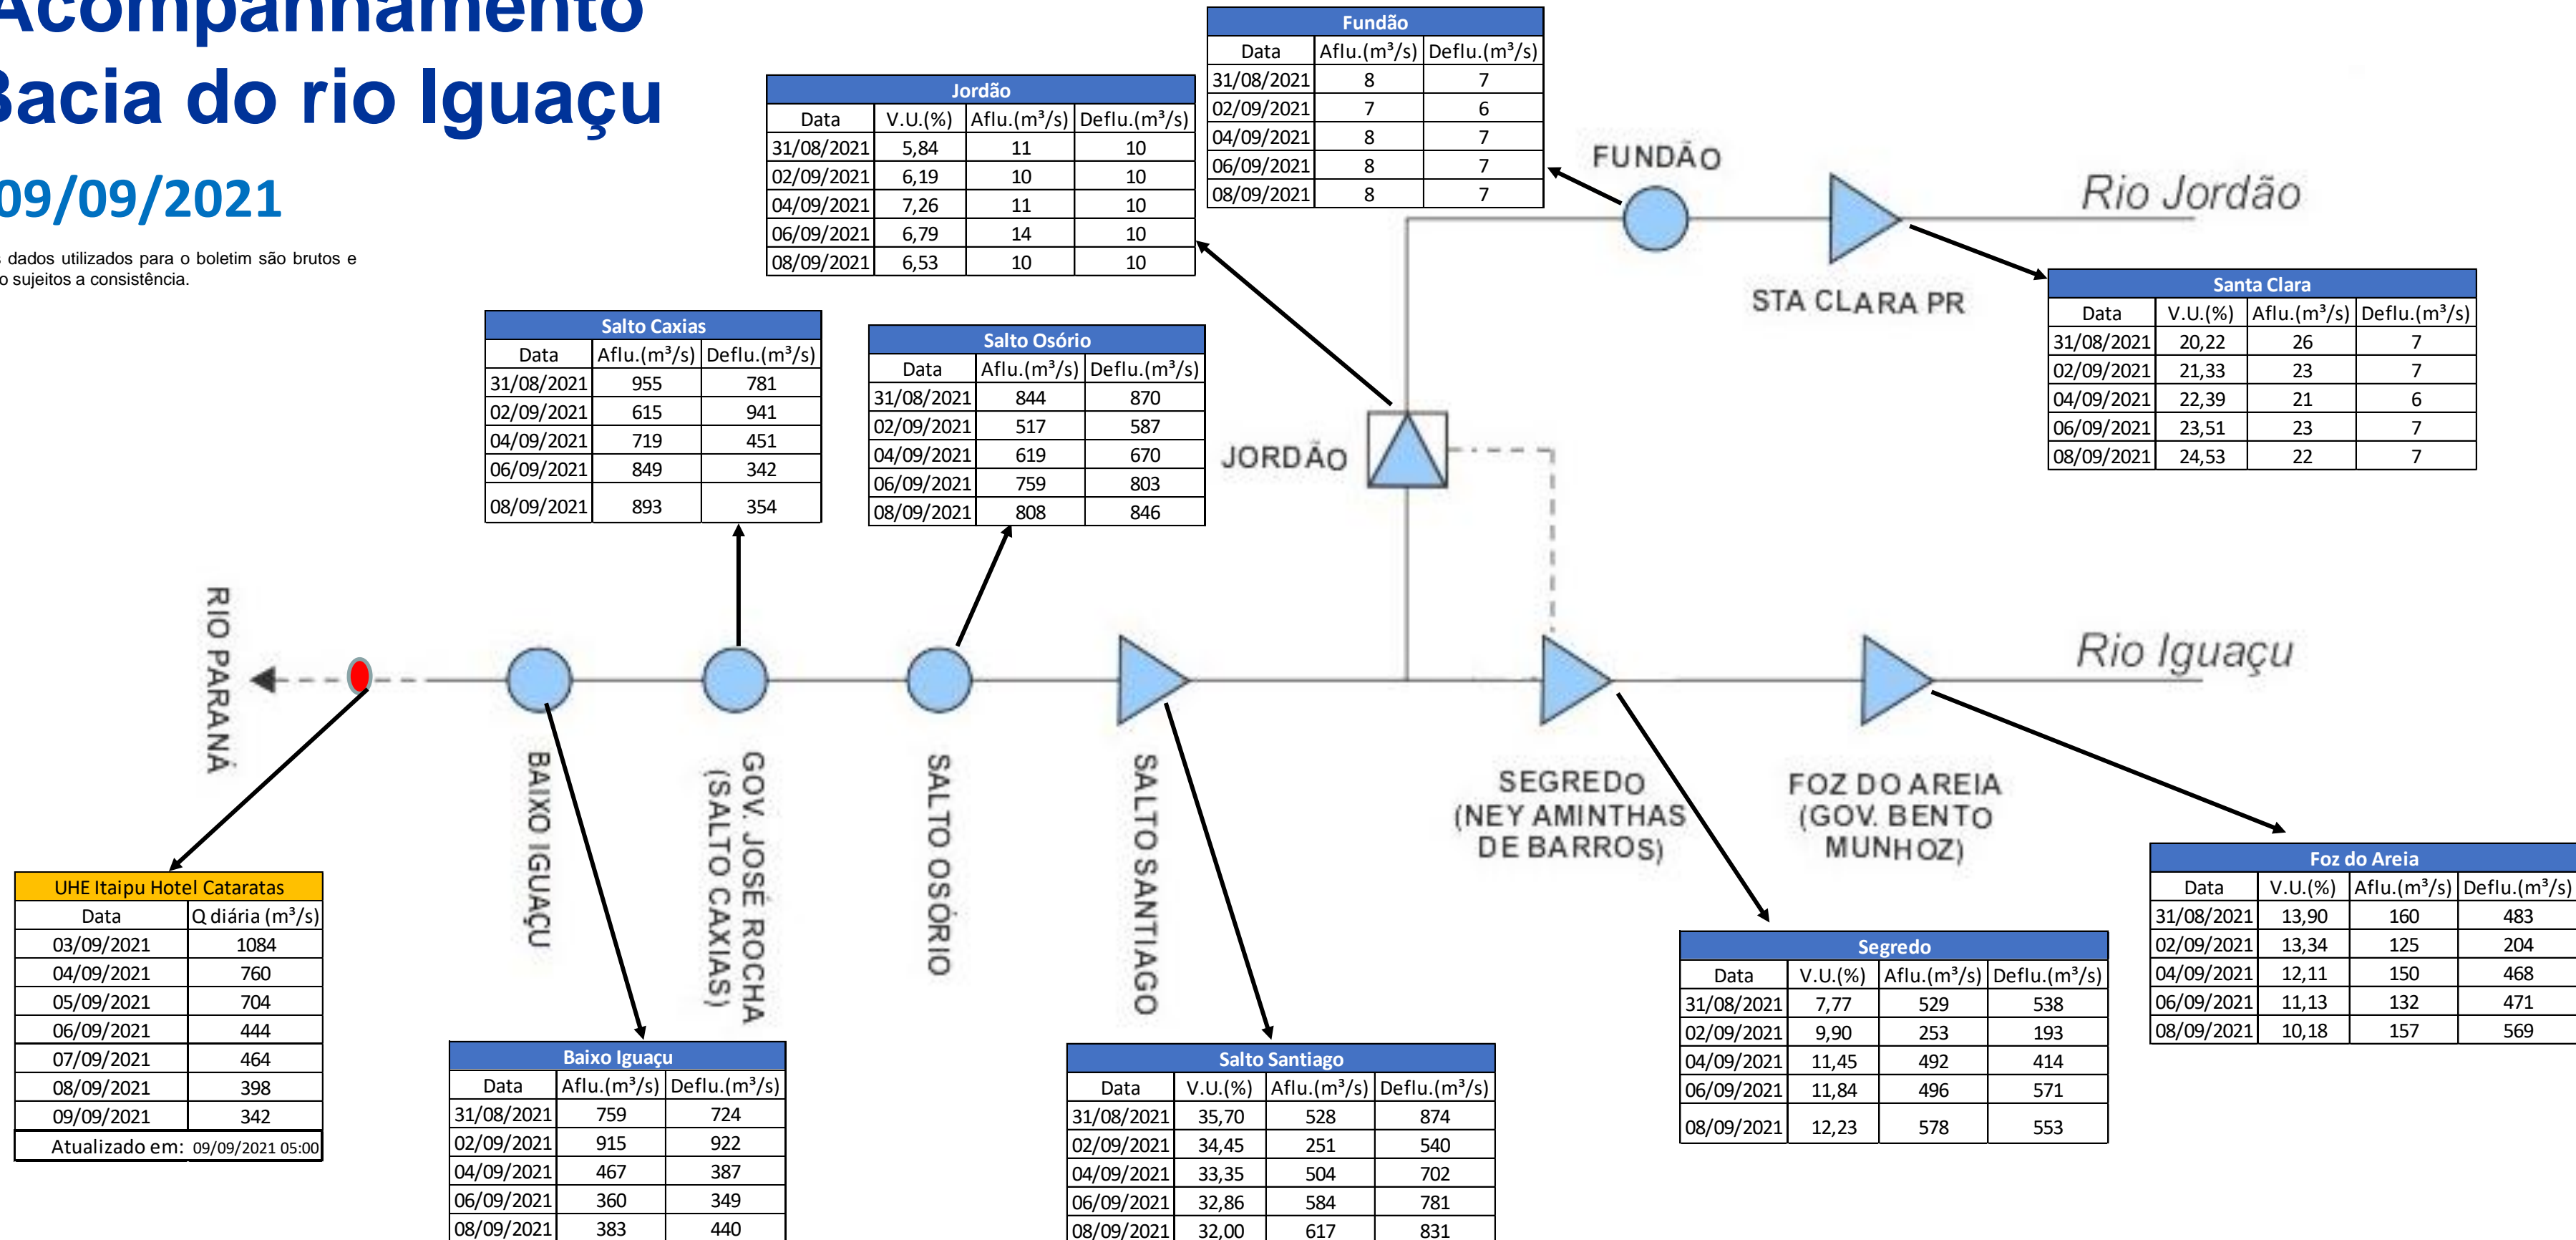 Acompanhamento
Bacia do rio Iguaçu
09/09/2021
s dados utilizados para o boletim são brutos e
o sujeitos a consistência.
Fundão
Data Aflu.(m³/s) Deflu.(m³/s)
31/08/2021 8 7
02/09/2021 7 6
04/09/2021 8 7
06/09/2021 8 7
08/09/2021 8 7
Jordão
Data V.U.(%) Aflu.(m³/s) Deflu.(m³/s)
31/08/2021 5,84 11 10
02/09/2021 6,19 10 10
04/09/2021 7,26 11 10
06/09/2021 6,79 14 10
08/09/2021 6,53 10 10
FUNDÃO
Rio Jordão
STA CLARA PR
Santa Clara
Data V.U.(%) Aflu.(m³/s) Deflu.(m³/s)
31/08/2021 20,22 26 7
02/09/2021 21,33 23 7
04/09/2021 22,39 21 6
06/09/2021 23,51 23 7
08/09/2021 24,53 22 7
Salto Caxias
Data Aflu.(m³/s) Deflu.(m³/s)
31/08/2021 955 781
02/09/2021 615 941
04/09/2021 719 451
06/09/2021 849 342
08/09/2021 893 354
Salto Osório
Data Aflu.(m³/s) Deflu.(m³/s)
31/08/2021 844 870
02/09/2021 517 587
04/09/2021 619 670
06/09/2021 759 803
08/09/2021 808 846
JORDÃO
RIO PARANÁ
BAIXO IGUAÇU
GOV. JOSÉ ROCHA
(SALTO CAXIAS)
SALTO OSÓRIO
SALTO SANTIAGO
SEGREDO
(NEY AMINTHAS
DE BARROS)
FOZ DO AREIA
(GOV. BENTO
MUNHOZ)
Rio Iguaçu
UHE Itaipu Hotel Cataratas
Data Q diária (m³/s)
03/09/2021 1084
04/09/2021 760
05/09/2021 704
06/09/2021 444
07/09/2021 464
08/09/2021 398
09/09/2021 342
Atualizado em: 09/09/2021 05:00
Baixo Iguaçu
Data Aflu.(m³/s) Deflu.(m³/s)
31/08/2021 759 724
02/09/2021 915 922
04/09/2021 467 387
06/09/2021 360 349
08/09/2021 383 440
Salto Santiago
Data V.U.(%) Aflu.(m³/s) Deflu.(m³/s)
31/08/2021 35,70 528 874
02/09/2021 34,45 251 540
04/09/2021 33,35 504 702
06/09/2021 32,86 584 781
08/09/2021 32,00 617 831
Segredo
Data V.U.(%) Aflu.(m³/s) Deflu.(m³/s)
31/08/2021 7,77 529 538
02/09/2021 9,90 253 193
04/09/2021 11,45 492 414
06/09/2021 11,84 496 571
08/09/2021 12,23 578 553
Foz do Areia
Data V.U.(%) Aflu.(m³/s) Deflu.(m³/s)
31/08/2021 13,90 160 483
02/09/2021 13,34 125 204
04/09/2021 12,11 150 468
06/09/2021 11,13 132 471
08/09/2021 10,18 157 569